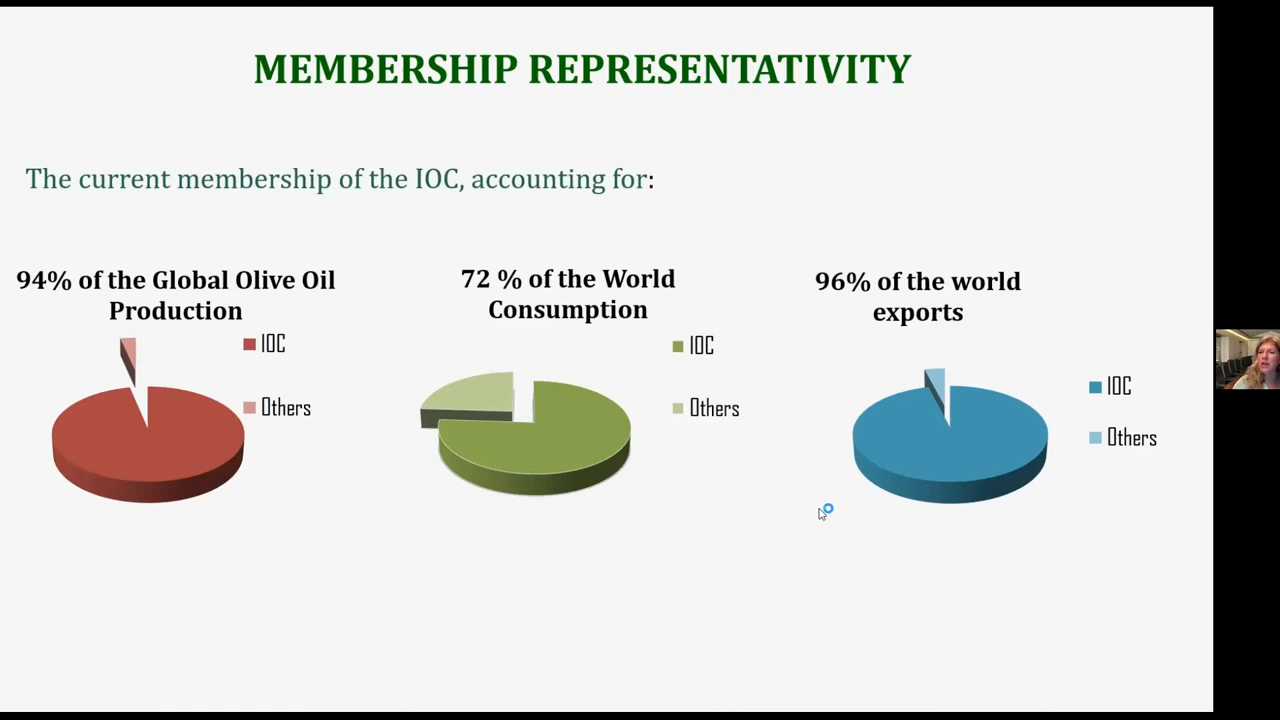 MEMBERSHIP REPRESENTATIVITY
The current membership of the IOC, accounting for:
94% of the Global Olive Oil
Production
IOC
Others
72 % of the World
Consumption
IOC
Others
96% of the world
exports
IOC
Others